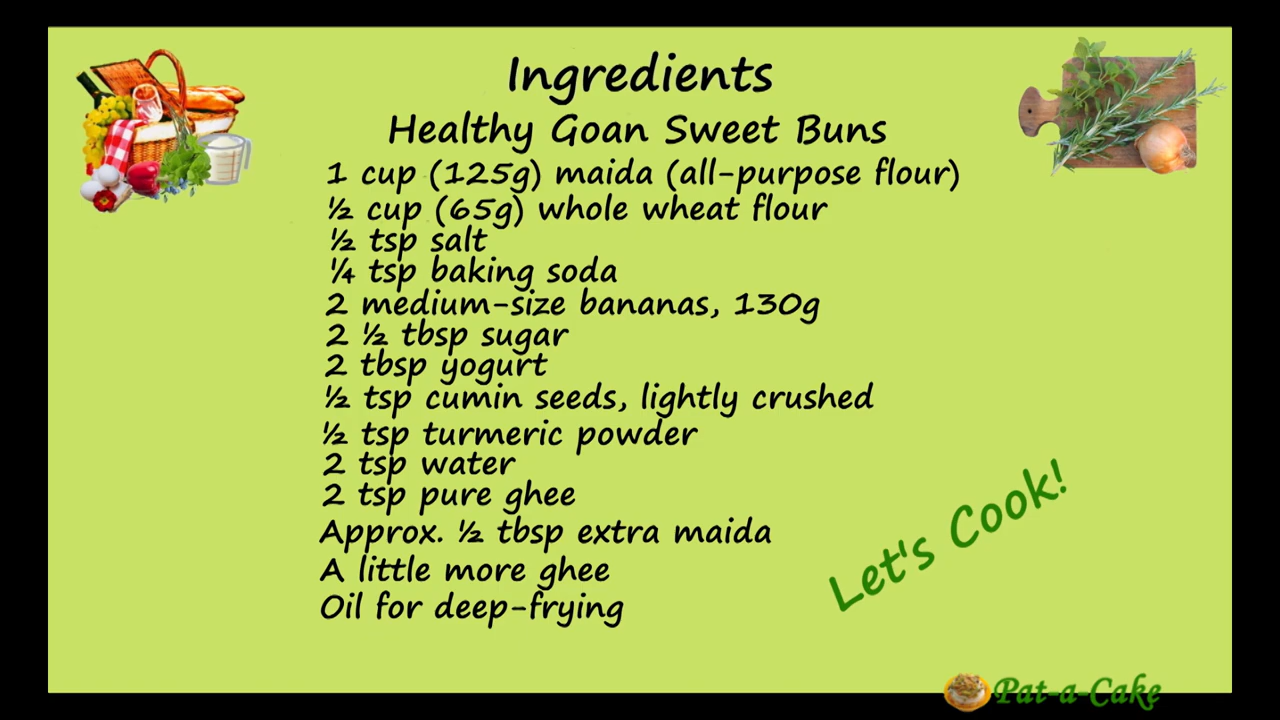 Ingredients
Healthy Goan Sweet Buns
1 cup (125g) maida (all-purpose flour)
½ cup (65g) whole wheat flour
½ tsp salt
¼ tsp baking soda
2 medium-size bananas, 130g
2 ½ tbsp sugar
2 tbsp yogurt
½ tsp cumin seeds, lightly crushed
½ tsp turmeric powder
2 tsp water
2 tsp pure ghee
Approx. ½ tbsp extra maida
A little more ghee
Oil for deep-frying
Let's Cook!
Pat-a-Cake